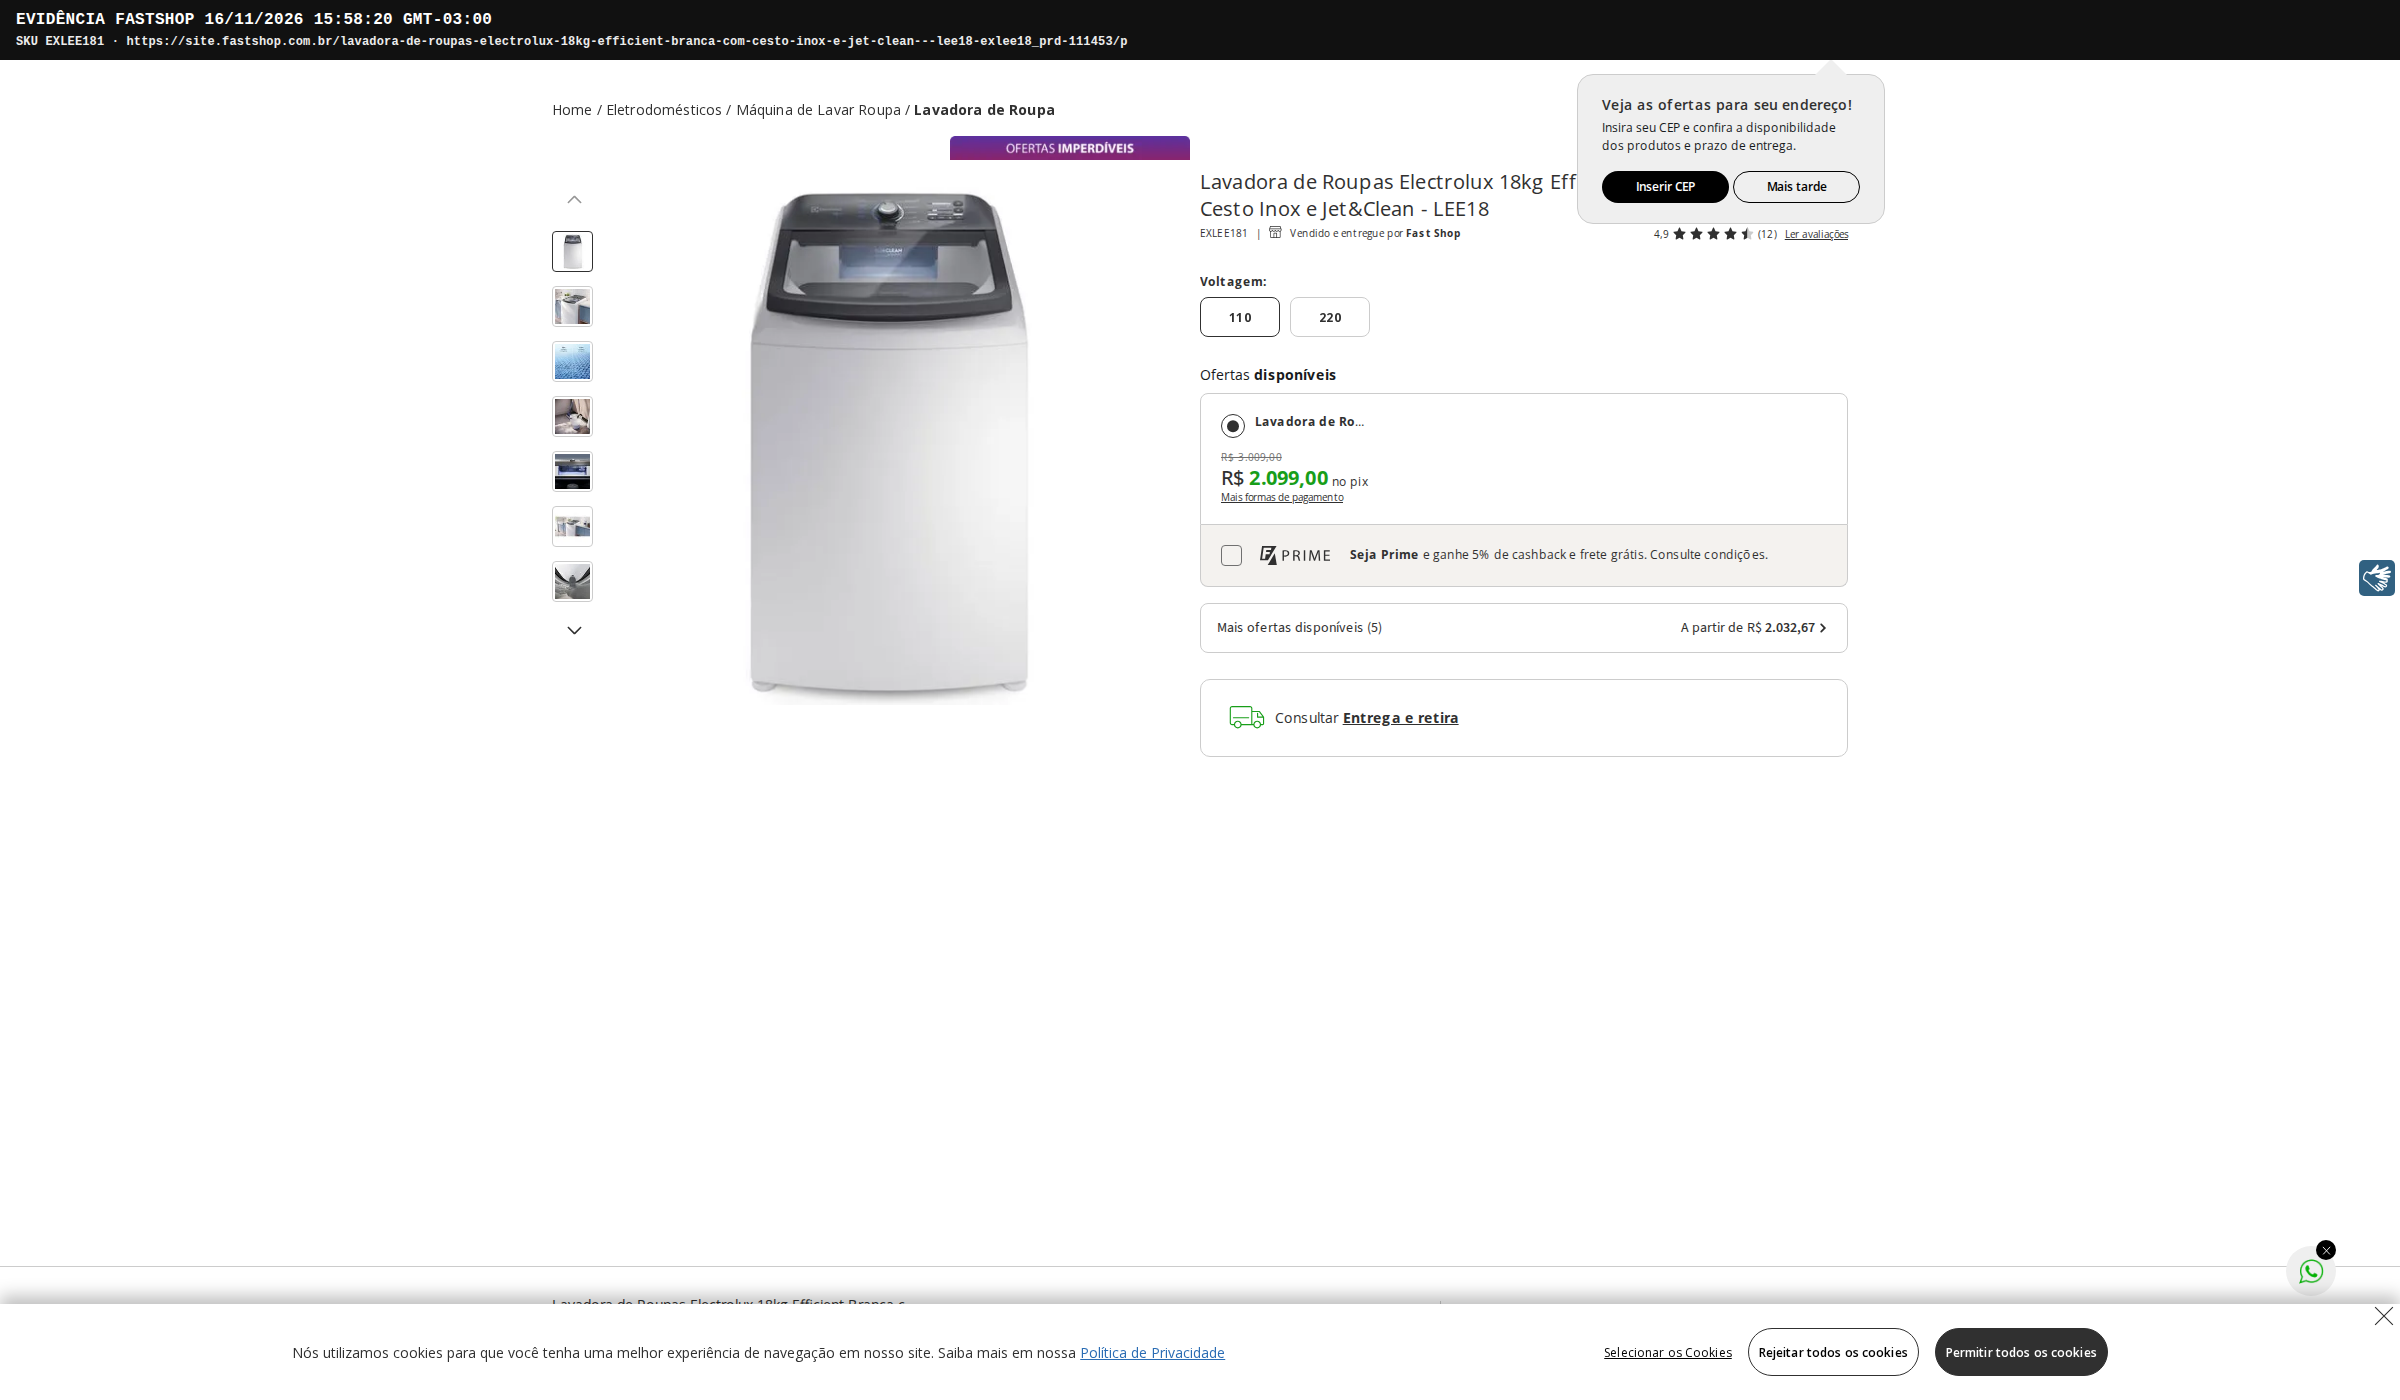 EVIDÊNCIA FASTSHOP 16/11/2026 15:58:20 GMT-03:00
SKU EXLEE181 · https://site.fastshop.com.br/lavadora-de-roupas-electrolux-18kg-efficient-branca-com-cesto-inox-e-jet-clean---lee18-exlee18_prd-111453/p
Veja as ofertas para seu endereço!
Insira seu CEP e confira a disponibilidade
dos produtos e prazo de entrega.
Inserir CEP
Mais tarde
Home / Eletrodomésticos / Máquina de Lavar Roupa / Lavadora de Roupa
OFERTAS IMPERDÍVEIS
Lavadora de Roupas Electrolux 18kg Eff
Cesto Inox e Jet&Clean - LEE18
EXLEE181 | Vendido e entregue por Fast Shop
4,9 (12) Ler avaliações
Voltagem:
110
220
Ofertas disponíveis
Lavadora de Ro...
R$ 3.009,00
R$ 2.099,00 no pix
Mais formas de pagamento
PRIME Seja Prime e ganhe 5% de cashback e frete grátis. Consulte condições.
Mais ofertas disponíveis (5)
A partir de R$ 2.032,67
Consultar Entrega e retira
Lavadora de Roupas Electrolux 18kg Efficient Branca c
Nós utilizamos cookies para que você tenha uma melhor experiência de navegação em nosso site. Saiba mais em nossa Política de Privacidade
Selecionar os Cookies
Rejeitar todos os cookies
Permitir todos os cookies